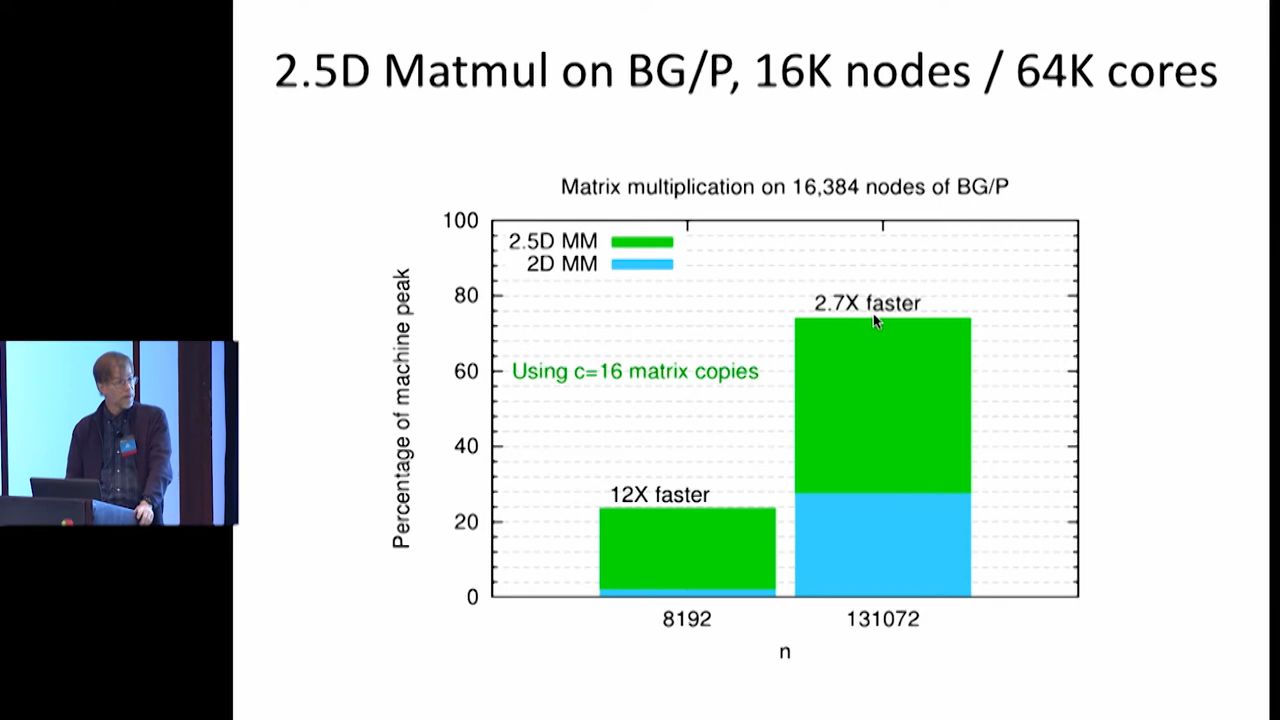 2.5D Matmul on BG/P, 16K nodes / 64K cores
Matrix multiplication on 16,384 nodes of BG/P
100
80
60
40
20
0
Percentage of machine peak
2.5D MM
2D MM
2.7X faster
Using c=16 matrix copies
12X faster
8192
131072
n